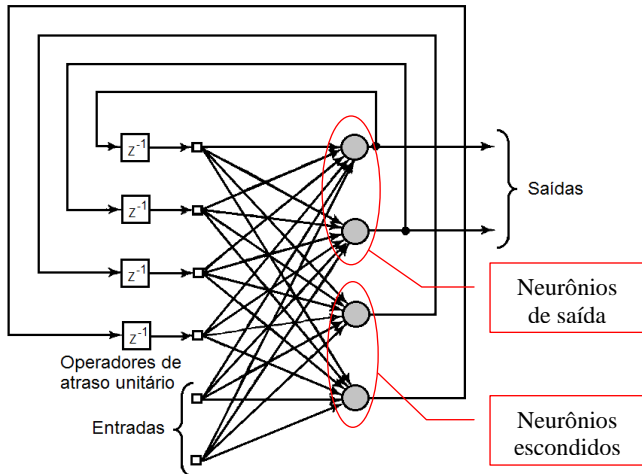 z-1
z-1
z-1
z-1
Operadores de
atraso unitário
Entradas
Saídas
Neurônios
de saída
Neurônios
escondidos